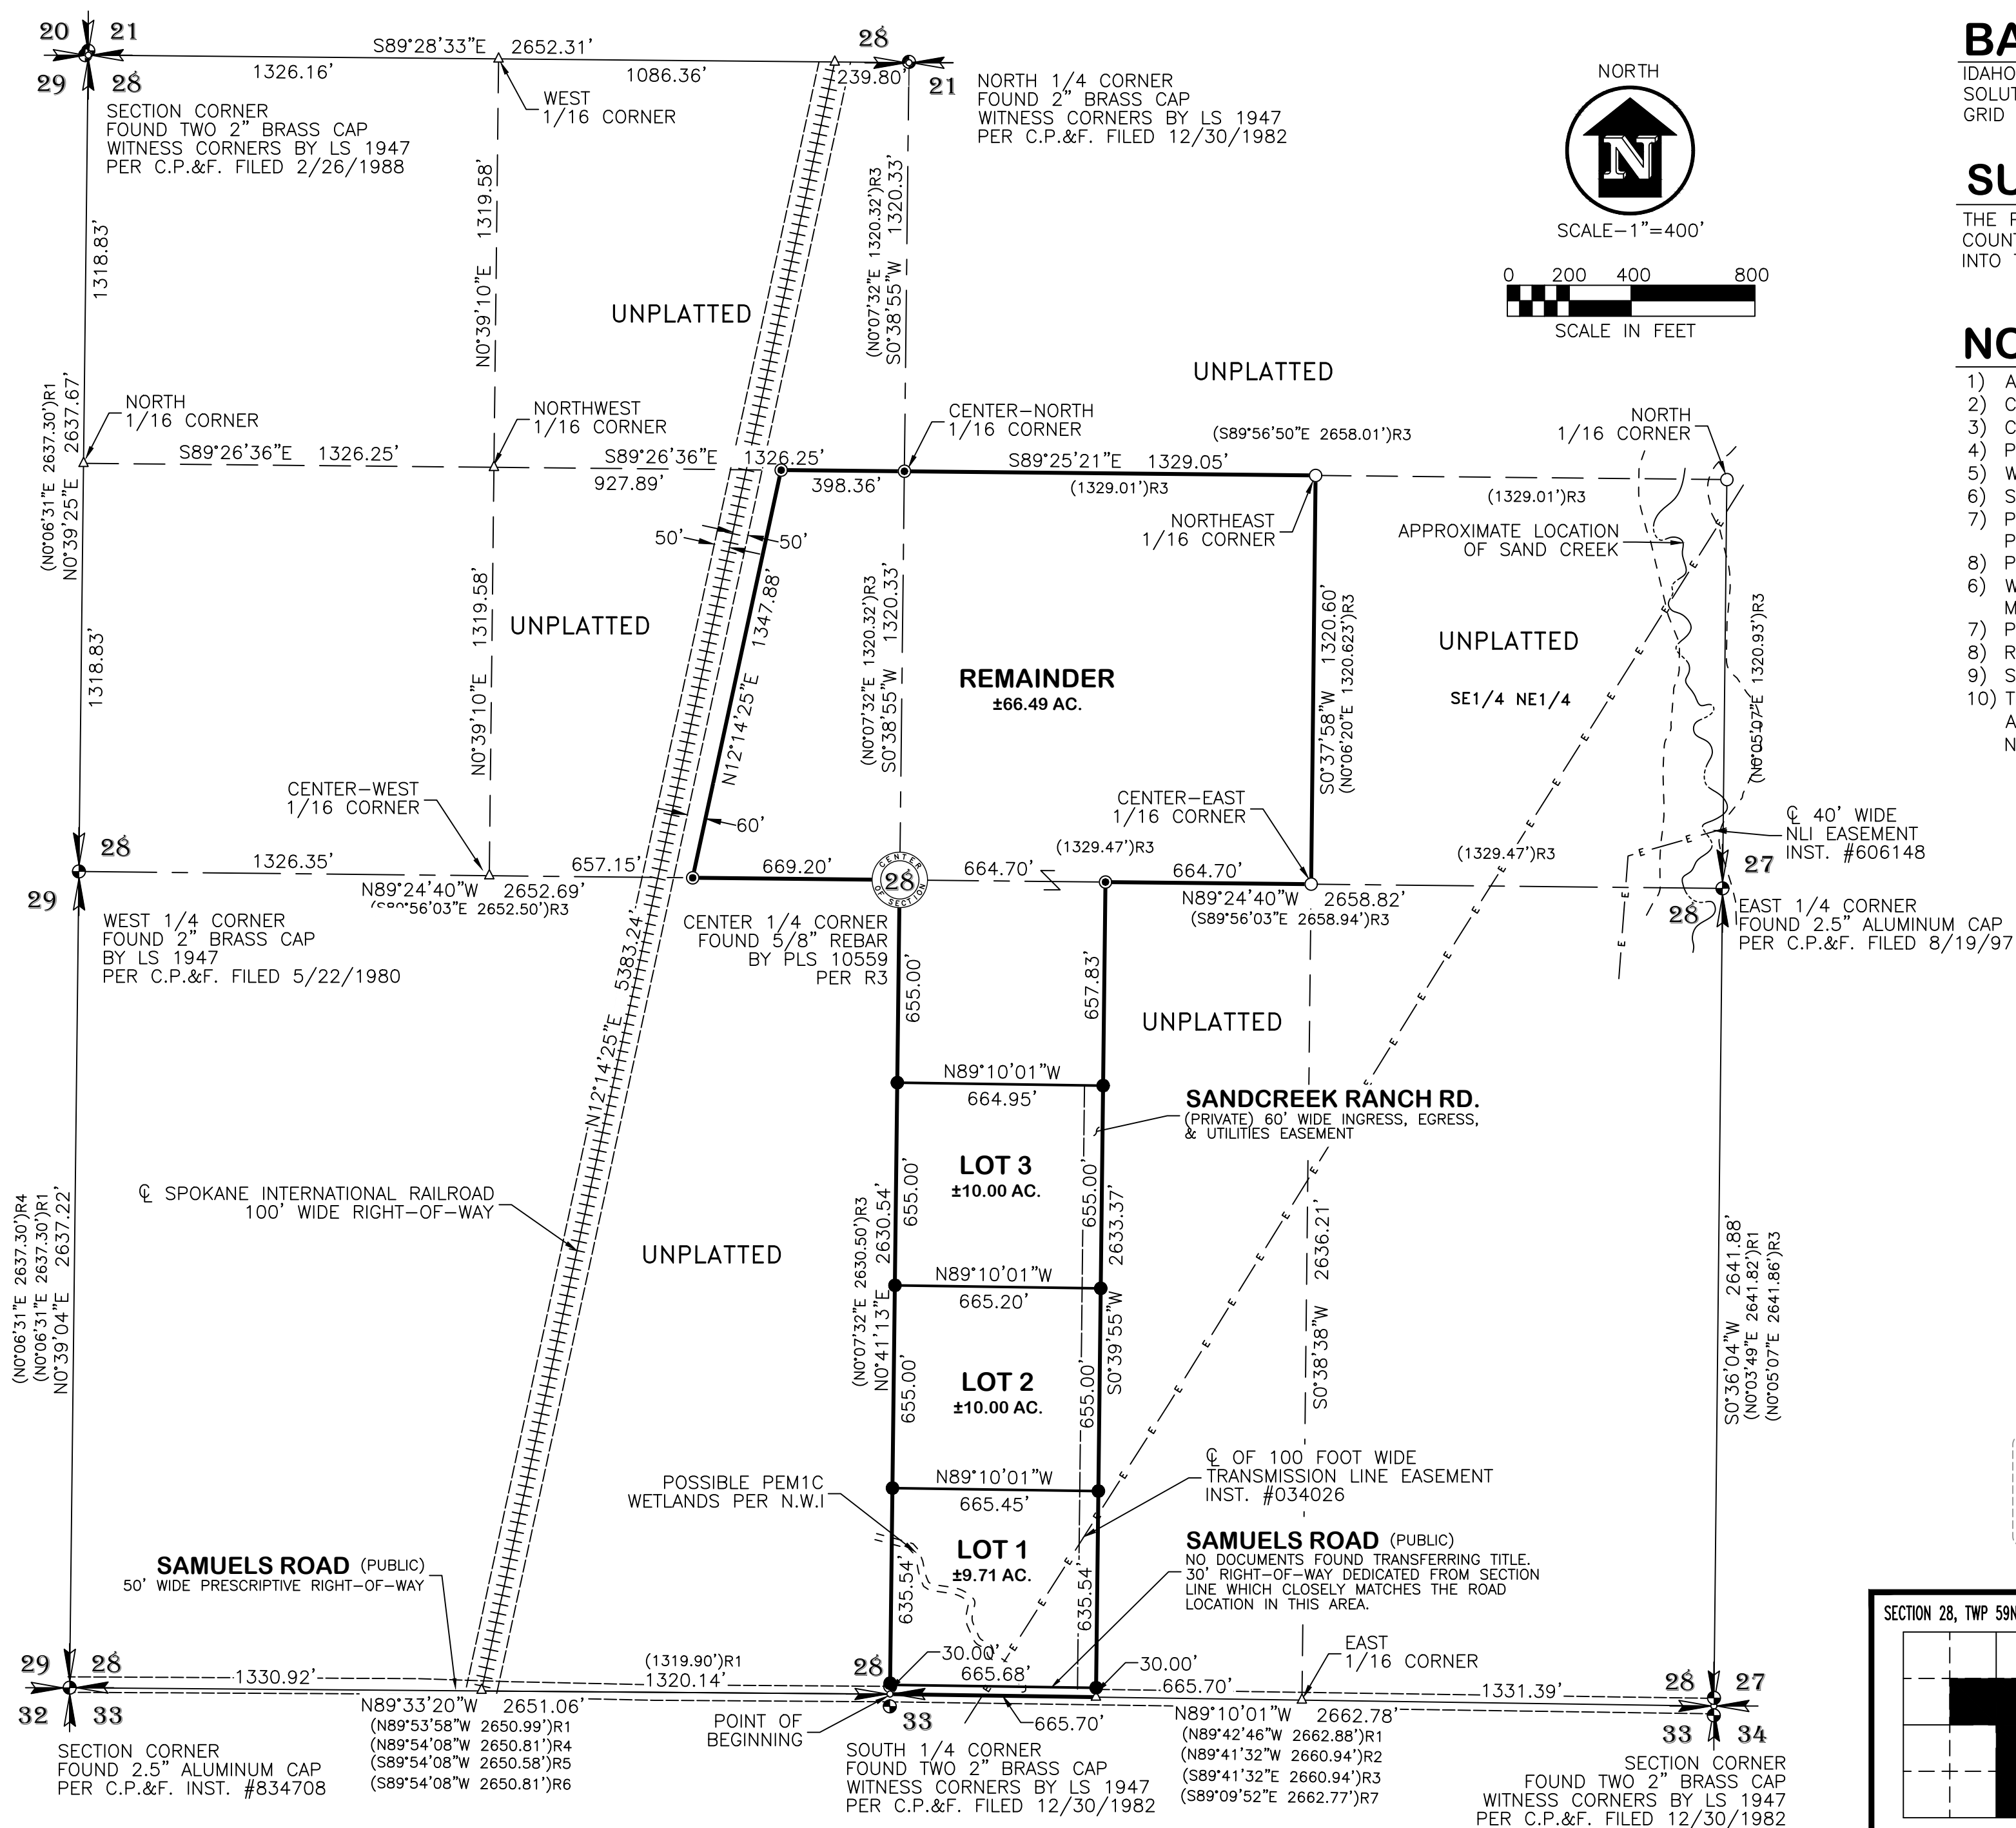 20 21
29 28
S89°28'33"E 2652.31'
1326.16'
1086.36'
239.80'
28
21
SECTION CORNER
FOUND TWO 2" BRASS CAP
WITNESS CORNERS BY LS 1947
PER C.P.&F. FILED 2/26/1988
WEST
1/16 CORNER
NORTH 1/4 CORNER
FOUND 2" BRASS CAP
WITNESS CORNERS BY LS 1947
PER C.P.&F. FILED 12/30/1982
NORTH
N
SCALE-1"=400'
0 200 400 800
SCALE IN FEET
BA
IDAHO
SOLUT
GRID
SU
THE
COUNT
INTO
NO
1) A
2) C
3) C
4) P
5) W
6) S
7) P
P
8) P
6) W
M
7) P
8) R
9) S
10) T
A
N
1318.83'
N0°39'10"E 1319.58'
(N0°07'32"E 1320.32')R3
S0°38'55"W 1320.33'
UNPLATTED
UNPLATTED
(N0°06'31"E 2637.30')R1
N0°39'25"E 2637.67'
NORTH
1/16 CORNER
NORTHWEST
1/16 CORNER
CENTER-NORTH
1/16 CORNER
(S89°56'50"E 2658.01')R3
NORTH
1/16 CORNER
S89°26'36"E 1326.25'
S89°26'36"E 1326.25'
927.89'
398.36'
S89°25'21"E 1329.05'
(1329.01')R3
(1329.01')R3
NORTHEAST
1/16 CORNER
APPROXIMATE LOCATION
OF SAND CREEK
50'
50'
1318.83'
N0°39'10"E 1319.58'
UNPLATTED
N12°14'25"E 1347.88'
(N0°07'32"E 1320.32')R3
S0°38'55"W 1320.33'
REMAINDER
±66.49 AC.
S0°37'58"W 1320.60'
(N0°06'20"E 1320.623')R3
UNPLATTED
SE1/4 NE1/4
(N0°05'07"E 1320.93')R3
CENTER-WEST
1/16 CORNER
60'
CENTER-EAST
1/16 CORNER
(1329.47')R3
(1329.47')R3
℄ 40' WIDE
NLI EASEMENT
INST. #606148
28
29
1326.35'
657.15'
669.20'
CENTER
28
OF SECTION
664.70'
664.70'
27
28
N89°24'40"W 2652.69'
(S89°56'03"E 2652.50')R3
N89°24'40"W 2658.82'
(S89°56'03"E 2658.94')R3
WEST 1/4 CORNER
FOUND 2" BRASS CAP
BY LS 1947
PER C.P.&F. FILED 5/22/1980
CENTER 1/4 CORNER
FOUND 5/8" REBAR
BY PLS 10559
PER R3
EAST 1/4 CORNER
FOUND 2.5" ALUMINUM CAP
PER C.P.&F. FILED 8/19/97
N12°14'25"E 5383.24'
655.00'
657.83'
UNPLATTED
N89°10'01"W
664.95'
SANDCREEK RANCH RD.
(PRIVATE) 60' WIDE INGRESS, EGRESS,
& UTILITIES EASEMENT
LOT 3
±10.00 AC.
655.00'
655.00'
℄ SPOKANE INTERNATIONAL RAILROAD
100' WIDE RIGHT-OF-WAY
UNPLATTED
(N0°06'31"E 2637.30')R4
(N0°06'31"E 2637.30')R1
N0°39'04"E 2637.22'
(N0°07'32"E 2630.50')R3
N0°41'13"E 2630.54'
S0°39'55"W 2633.37'
S0°38'38"W 2636.21'
S0°36'04"W 2641.88'
(N0°03'49"E 2641.82')R1
(N0°05'07"E 2641.86')R3
N89°10'01"W
665.20'
LOT 2
±10.00 AC.
655.00'
655.00'
N89°10'01"W
665.45'
POSSIBLE PEM1C
WETLANDS PER N.W.I
℄ OF 100 FOOT WIDE
TRANSMISSION LINE EASEMENT
INST. #034026
LOT 1
±9.71 AC.
635.54'
635.54'
SAMUELS ROAD (PUBLIC)
50' WIDE PRESCRIPTIVE RIGHT-OF-WAY
SAMUELS ROAD (PUBLIC)
NO DOCUMENTS FOUND TRANSFERRING TITLE.
30' RIGHT-OF-WAY DEDICATED FROM SECTION
LINE WHICH CLOSELY MATCHES THE ROAD
LOCATION IN THIS AREA.
SECTION 28, TWP 59N
29 28
32 33
1330.92'
(1319.90')R1
1320.14'
28
33
30.00'
665.68'
30.00'
665.70'
665.70'
EAST
1/16 CORNER
1331.39'
28 27
33 34
N89°33'20"W 2651.06'
(N89°53'58"W 2650.99')R1
(N89°54'08"W 2650.81')R4
(S89°54'08"W 2650.58')R5
(S89°54'08"W 2650.81')R6
POINT OF
BEGINNING
N89°10'01"W 2662.78'
(N89°42'46"W 2662.88')R1
(N89°41'32"W 2660.94')R2
(S89°41'32"E 2660.94')R3
(S89°09'52"E 2662.77')R7
SECTION CORNER
FOUND 2.5" ALUMINUM CAP
PER C.P.&F. INST. #834708
SOUTH 1/4 CORNER
FOUND TWO 2" BRASS CAP
WITNESS CORNERS BY LS 1947
PER C.P.&F. FILED 12/30/1982
SECTION CORNER
FOUND TWO 2" BRASS CAP
WITNESS CORNERS BY LS 1947
PER C.P.&F. FILED 12/30/1982